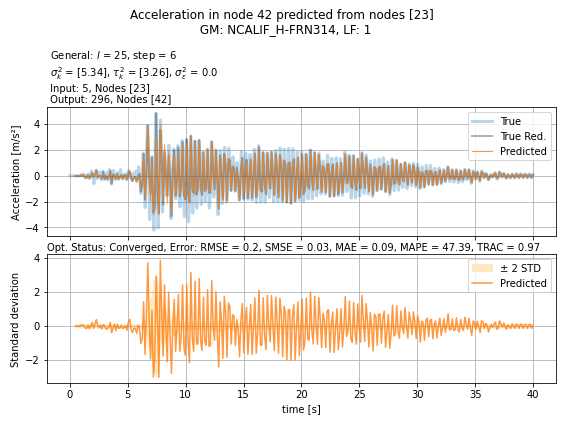 Acceleration in node 42 predicted from nodes [23]
GM: NCALIF_H-FRN314, LF: 1
General: l = 25, step = 6
σ²ₖ = [5.34], τ²ₖ = [3.26], σ²ε = 0.0
Input: 5, Nodes [23]
Output: 296, Nodes [42]
Acceleration [m/s²]
4
2
0
−2
−4
True
True Red.
Predicted
Opt. Status: Converged, Error: RMSE = 0.2, SMSE = 0.03, MAE = 0.09, MAPE = 47.39, TRAC = 0.97
Standard deviation
4
2
0
−2
± 2 STD
Predicted
0 5 10 15 20 25 30 35 40
time [s]